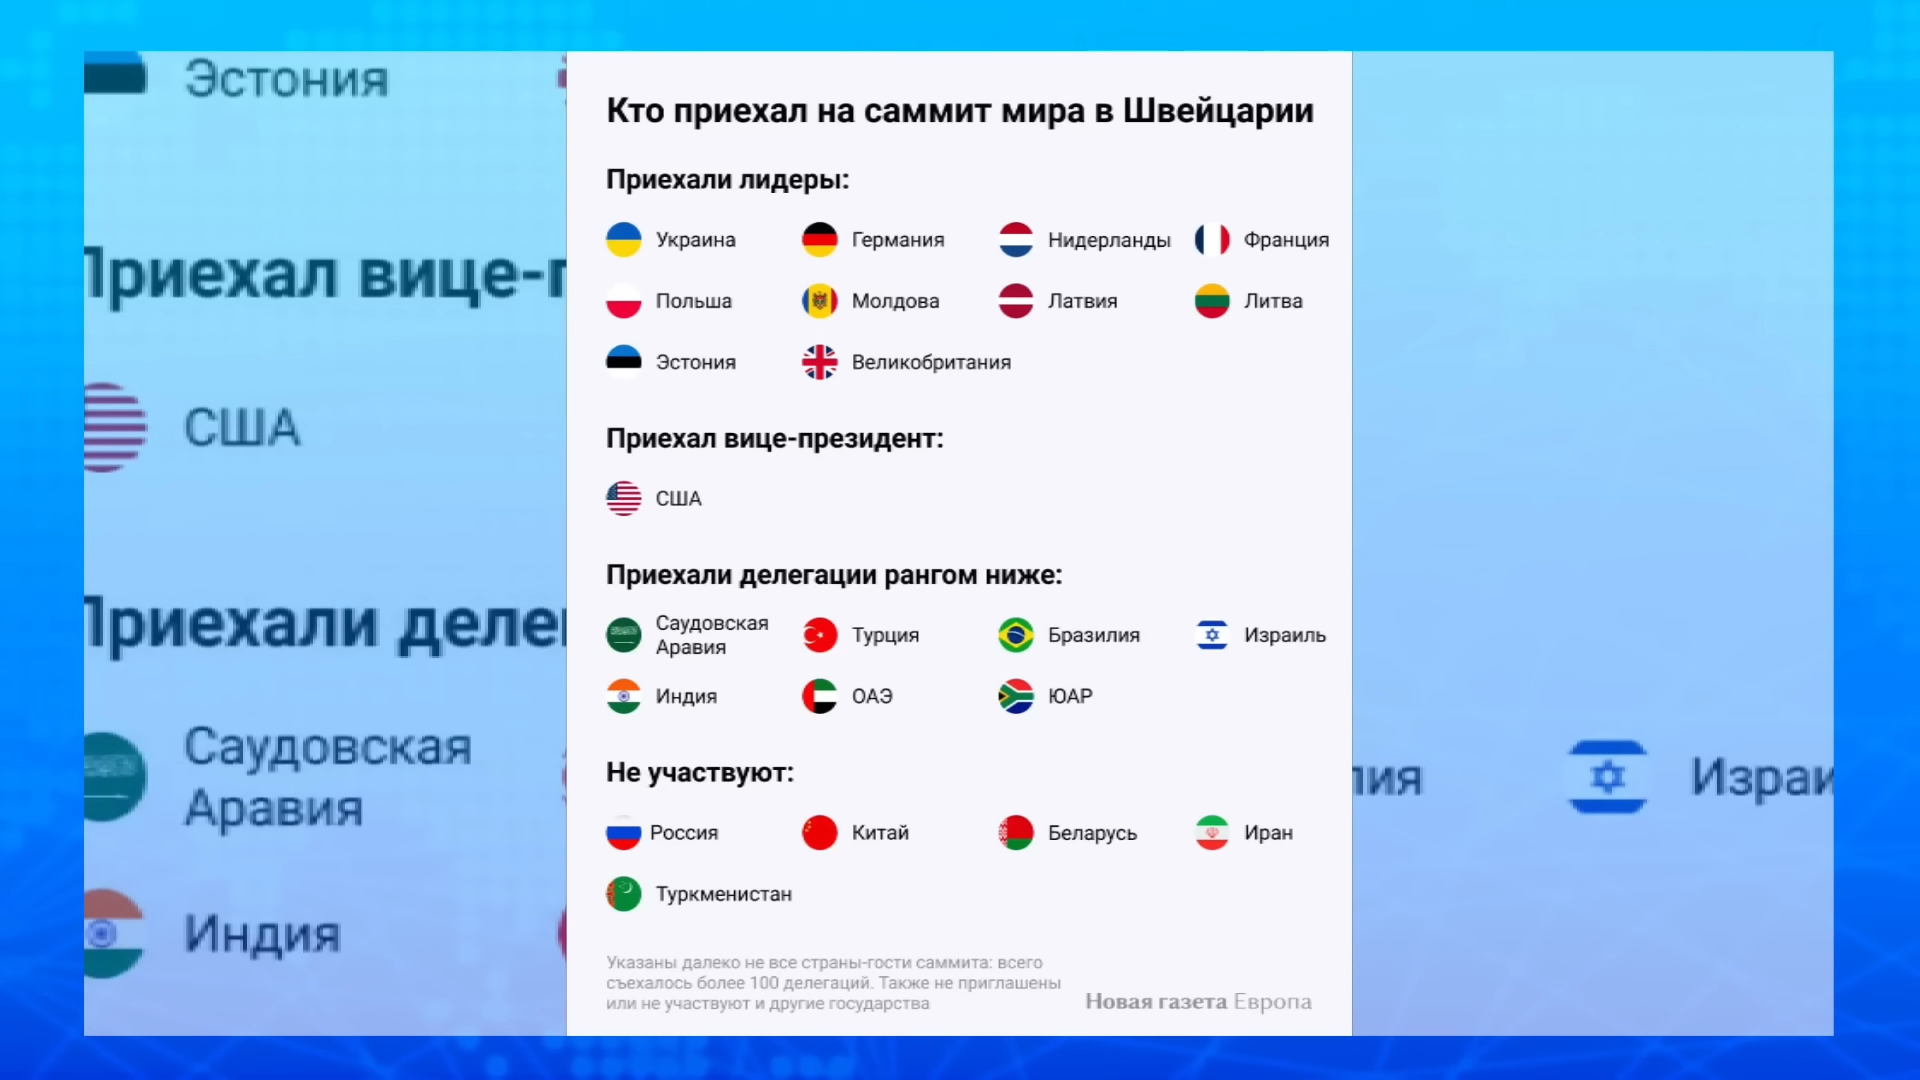 Кто приехал на саммит мира в Швейцарии
Приехали лидеры:
Украина Германия Нидерланды Франция
Польша Молдова Латвия Литва
Эстония Великобритания
Приехал вице-президент:
США
Приехали делегации рангом ниже:
Саудовская
Аравия
Турция Бразилия Израиль
Индия ОАЭ ЮАР
Не участвуют:
Россия Китай Беларусь Иран
Туркменистан
Указаны далеко не все страны-гости саммита: всего
съехалось более 100 делегаций. Также не приглашены
или не участвуют и другие государства
Новая газета Европа
Эстония
Приехал вице-п
США
Приехали делег
Саудовская
Аравия
Индия
лия
Израи